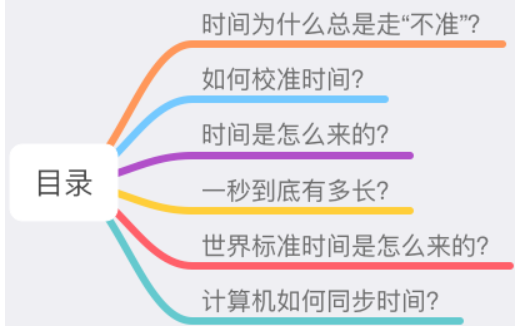 时间为什么总是走“不准”?
如何校准时间?
时间是怎么来的?
目录
一秒到底有多长?
世界标准时间是怎么来的?
计算机如何同步时间?